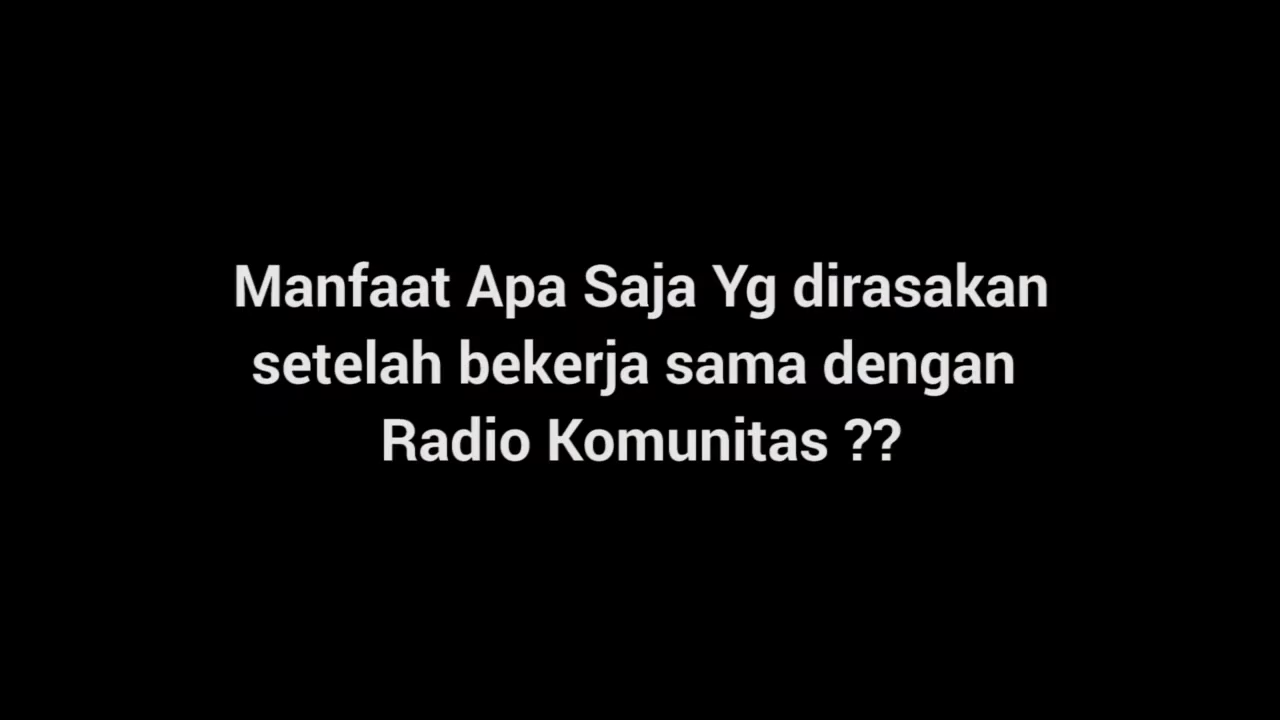 Manfaat Apa Saja Yg dirasakan
setelah bekerja sama dengan
Radio Komunitas ??